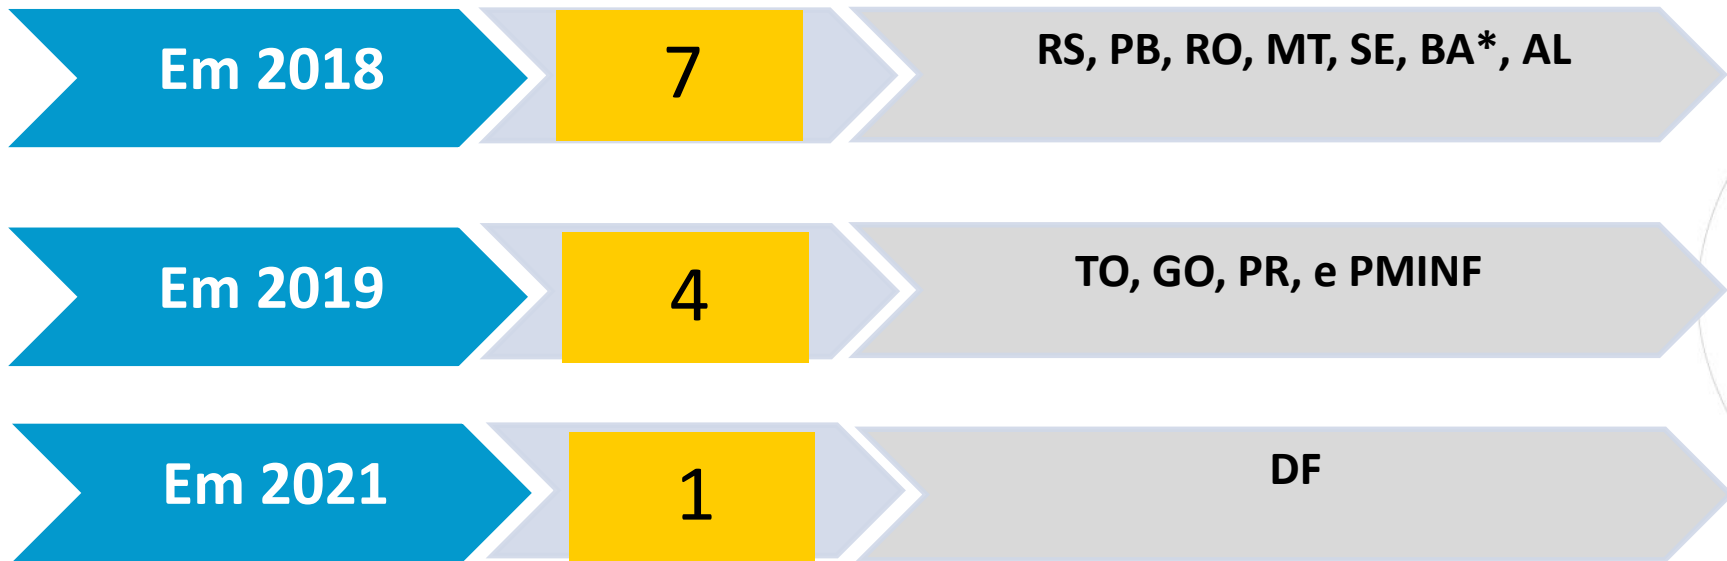 Em 2018
7
RS, PB, RO, MT, SE, BA*, AL
Em 2019
4
TO, GO, PR, e PMINF
Em 2021
1
DF